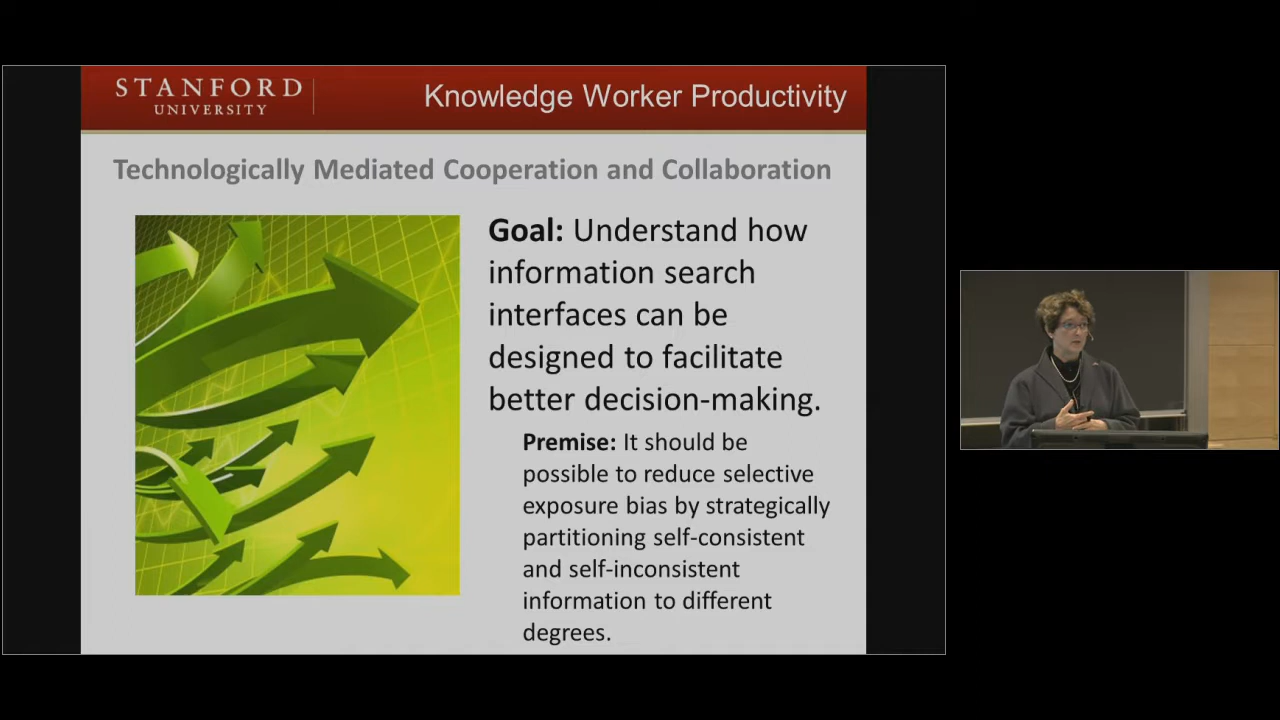 STANFORD
UNIVERSITY
Knowledge Worker Productivity
Technologically Mediated Cooperation and Collaboration
Goal: Understand how
information search
interfaces can be
designed to facilitate
better decision-making.
Premise: It should be
possible to reduce selective
exposure bias by strategically
partitioning self-consistent
and self-inconsistent
information to different
degrees.